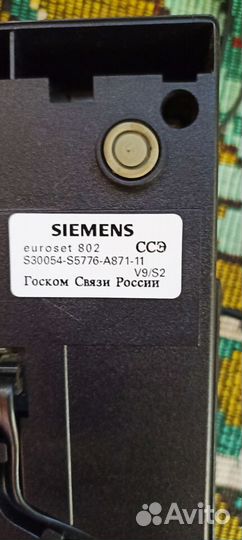 SIEMENS
euroset 802 ССЭ
S30054-S5776-A871-11
V9/S2
Госком Связи России
Avito